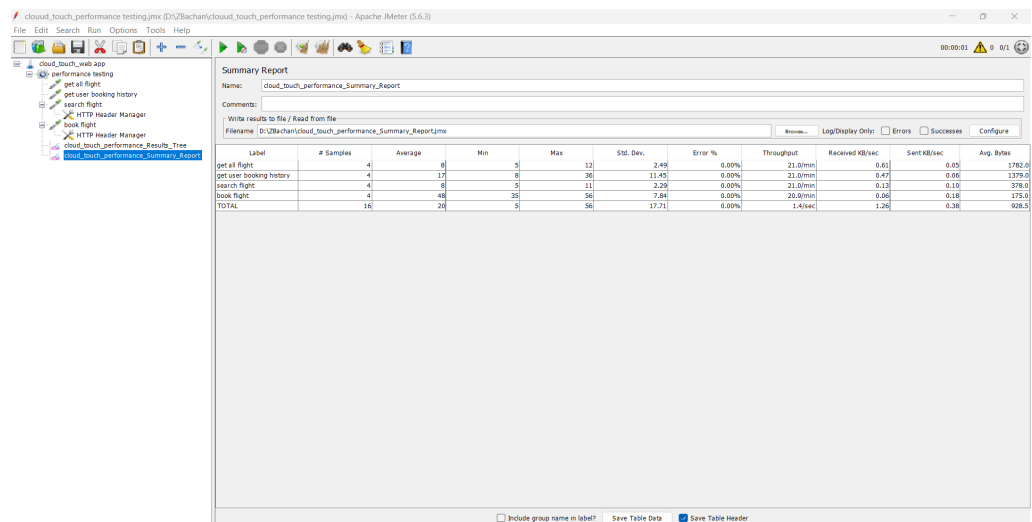 clouud_touch_performance testing.jmx (D:\ZBachan\clouud_touch_performance testing.jmx) - Apache JMeter (5.6.3)
File Edit Search Run Options Tools Help
00:00:01 0 0/1
cloud_touch_web app
performance testing
get all flight
get user booking history
search flight
HTTP Header Manager
book flight
HTTP Header Manager
cloud_touch_performance_Results_Tree
cloud_touch_performance_Summary_Report
Summary Report
Name: cloud_touch_performance_Summary_Report
Comments:
Write results to file / Read from file
Filename D:\ZBachan\cloud_touch_performance_Summary_Report.jmx Browse... Log/Display Only: Errors Successes Configure
Label # Samples Average Min Max Std. Dev. Error % Throughput Received KB/sec Sent KB/sec Avg. Bytes
get all flight 4 8 5 12 2.49 0.00% 21.0/min 0.61 0.05 1782.0
get user booking history 4 17 8 36 11.45 0.00% 21.0/min 0.47 0.06 1379.0
search flight 4 8 5 11 2.29 0.00% 21.0/min 0.13 0.10 378.0
book flight 4 48 35 56 7.84 0.00% 20.9/min 0.06 0.18 175.0
TOTAL 16 20 5 56 17.71 0.00% 1.4/sec 1.26 0.38 928.5
Include group name in label? Save Table Data Save Table Header